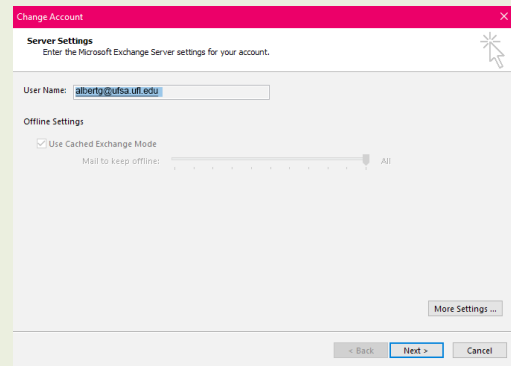 Change Account
Server Settings
Enter the Microsoft Exchange Server settings for your account.
User Name: albertg@ufsa.ufl.edu
Offline Settings
Use Cached Exchange Mode
Mail to keep offline: All
More Settings ...
< Back Next > Cancel